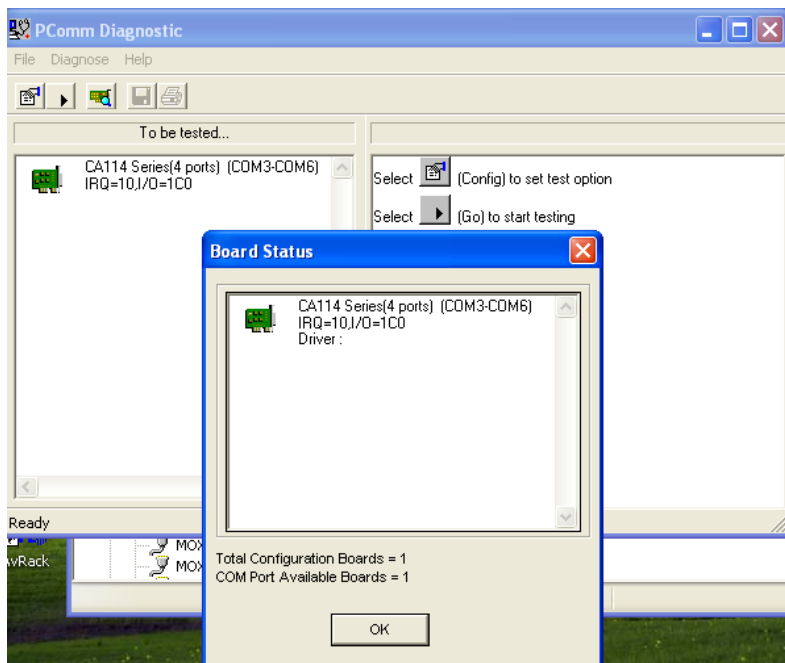 PComm Diagnostic
File Diagnose Help
To be tested...
CA114 Series(4 ports) (COM3-COM6)
IRQ=10,I/O=1C0
Select (Config) to set test option
Select (Go) to start testing
Board Status
CA114 Series(4 ports) (COM3-COM6)
IRQ=10,I/O=1C0
Driver :
Total Configuration Boards = 1
COM Port Available Boards = 1
OK
Ready
MOX
MOX